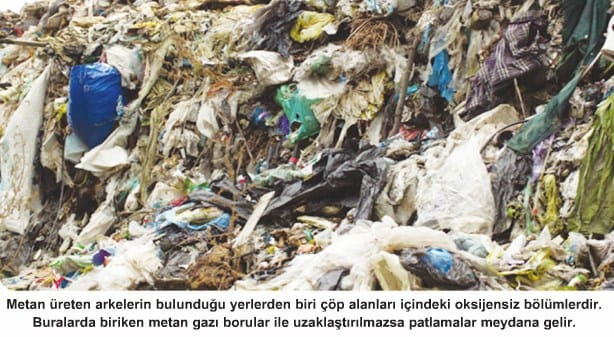 Metan üreten arkelerin bulunduğu yerlerden biri çöp alanları içindeki oksijensiz bölümlerdir.
Buralarda biriken metan gazı borular ile uzaklaştırılmazsa patlamalar meydana gelir.